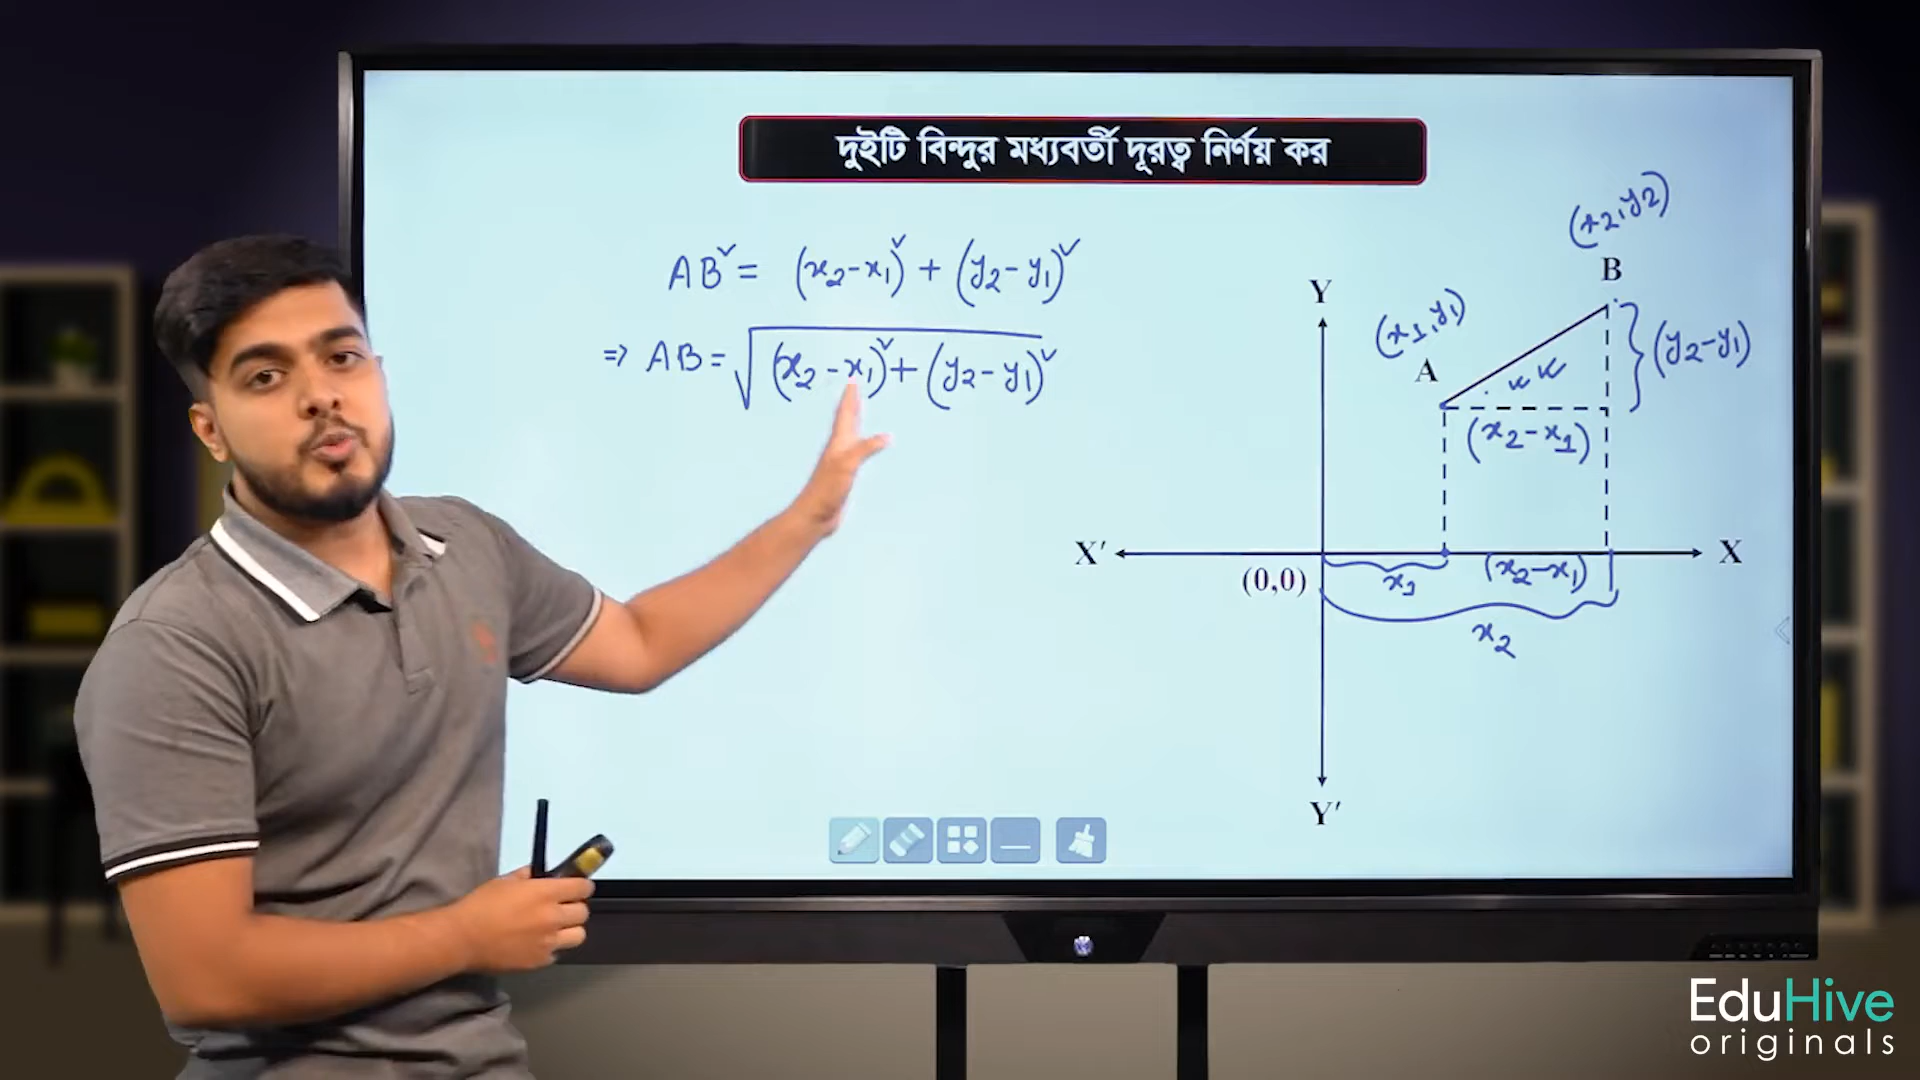 দুইটি বিন্দুর মধ্যবর্তী দূরত্ব নির্ণয় কর
AB² = (x₂-x₁)² + (y₂-y₁)²
⇒ AB = √(x₂-x₁)²+(y₂-y₁)²
(x2,y2)
B
Y
(x1,y1)
A
(y₂-y₁)
(x₂-x₁)
X′
X
(0,0)
x₁
(x₂-x₁)
x₂
Y′
EduHive
originals